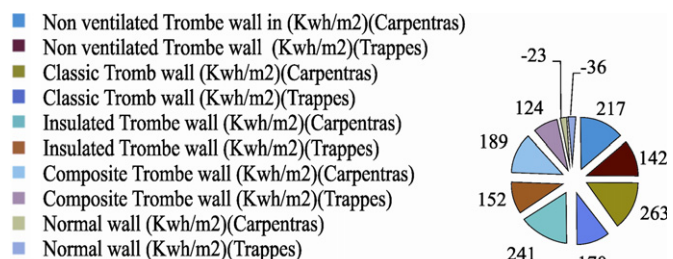 Non ventilated Trombe wall in (Kwh/m2)(Carpentras)
Non ventilated Trombe wall (Kwh/m2)(Trappes)
Classic Tromb wall (Kwh/m2)(Carpentras)
Classic Tromb wall (Kwh/m2)(Trappes)
Insulated Trombe wall (Kwh/m2)(Carpentras)
Insulated Trombe wall (Kwh/m2)(Trappes)
Composite Trombe wall (Kwh/m2)(Carpentras)
Composite Trombe wall (Kwh/m2)(Trappes)
Normal wall (Kwh/m2)(Carpentras)
Normal wall (Kwh/m2)(Trappes)
-23
-36
124
217
189
142
152
263
241